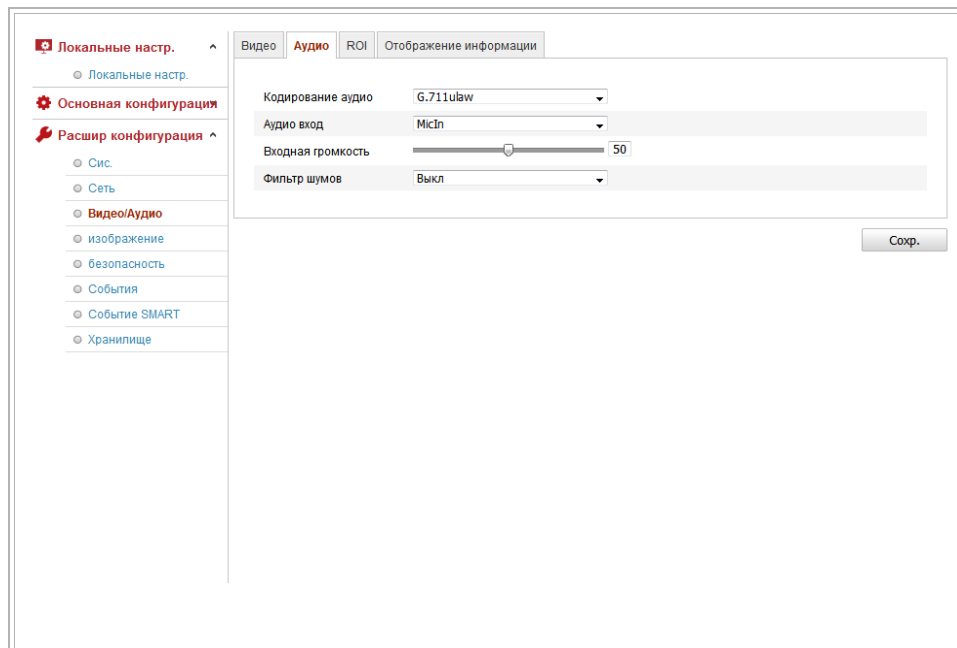 Локальные настр.
Локальные настр.
Основная конфигурация
Расшир конфигурация
Сис.
Сеть
Видео/Аудио
изображение
безопасность
События
Событие SMART
Хранилище
Видео Аудио ROI Отображение информации
Кодирование аудио G.711ulaw
Аудио вход MicIn
Входная громкость 50
Фильтр шумов Выкл
Сохр.